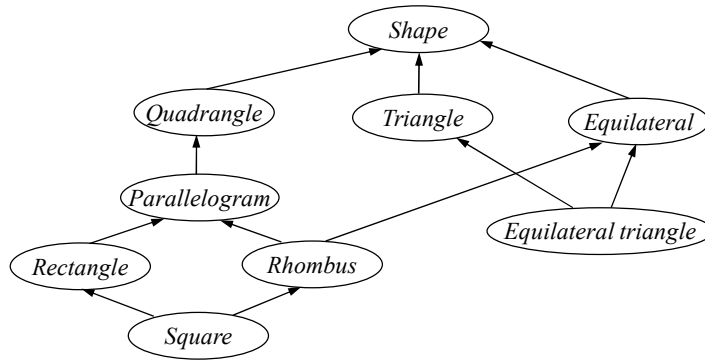 Shape
Quadrangle
Triangle
Equilateral
Parallelogram
Equilateral triangle
Rectangle
Rhombus
Square